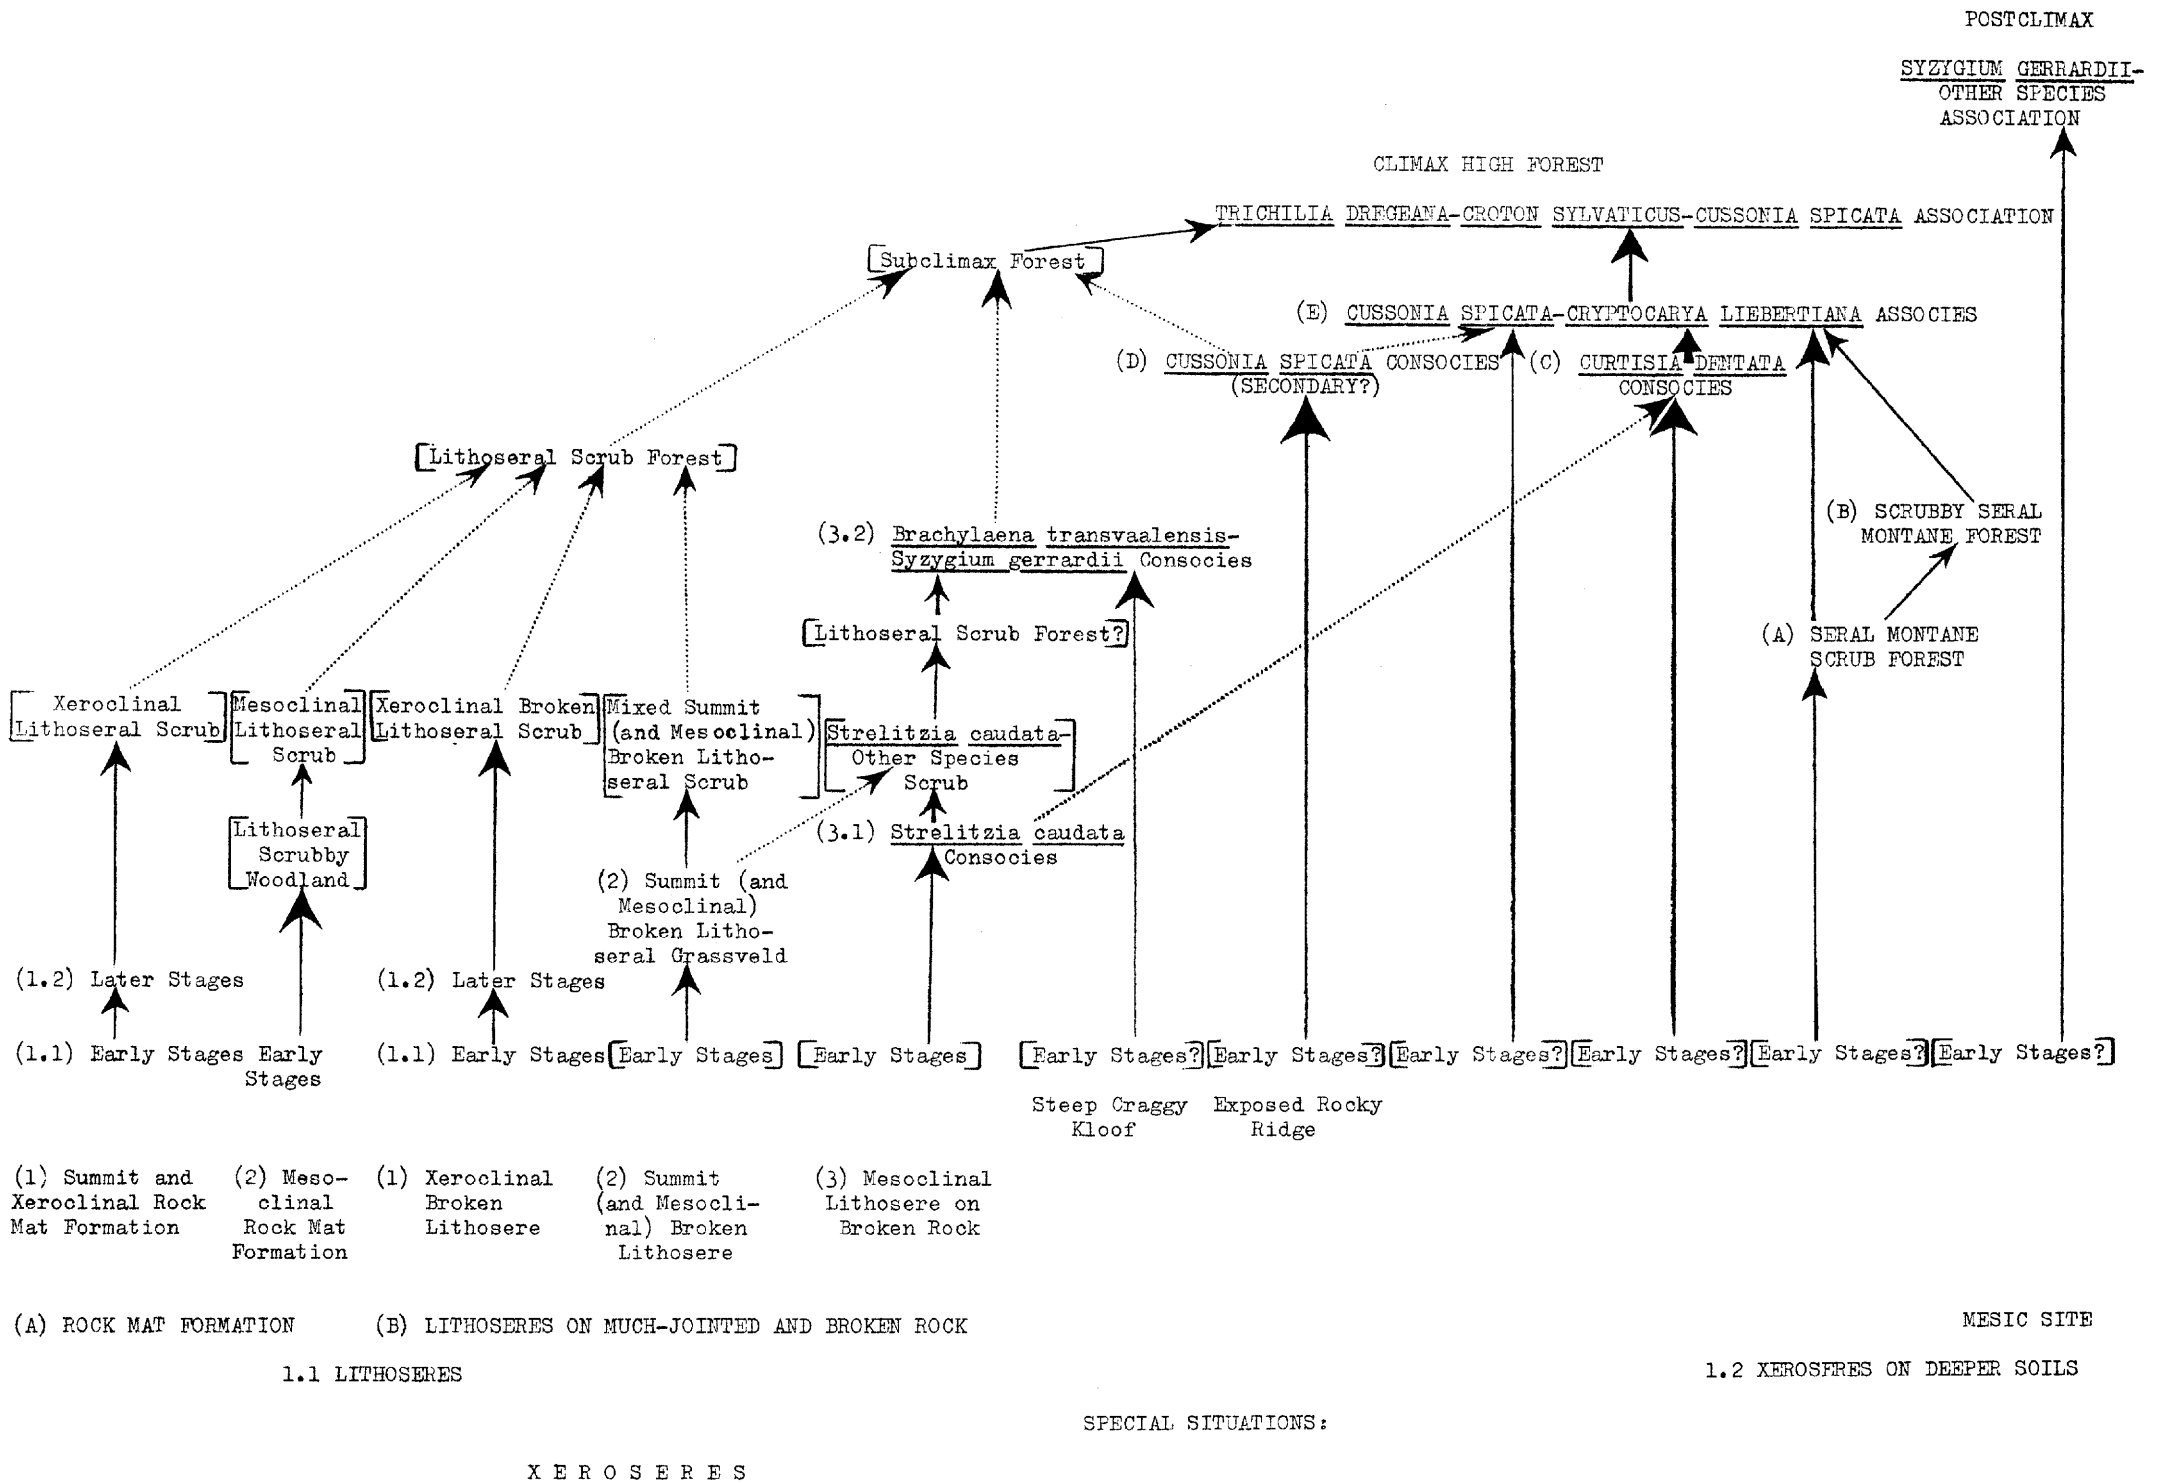 POSTCLIMAX
SYZYGIUM GERRARDII-
OTHER SPECIES
ASSOCIATION
CLIMAX HIGH FOREST
TRICHILIA DREGEANA-CROTON SYLVATICUS-CUSSONIA SPICATA ASSOCIATION
[Subclimax Forest]
(E) CUSSONIA SPICATA-CRYPTOCARYA LIEBERTIANA ASSOCIES
(D) CUSSONIA SPICATA CONSOCIES
(SECONDARY?)
(C) CURTISIA DENTATA
CONSOCIES
[Lithoseral Scrub Forest]
(B) SCRUBBY SERAL
MONTANE FOREST
(3.2) Brachylaena transvaalensis-
Syzygium gerrardii Consocies
[Lithoseral Scrub Forest?]
(A) SERAL MONTANE
SCRUB FOREST
[Xeroclinal
Lithoseral Scrub]
[Mesoclinal
Lithoseral
Scrub]
[Xeroclinal Broken
Lithoseral Scrub]
[Mixed Summit
(and Mesoclinal)
Broken Litho-
seral Scrub]
[Strelitzia caudata-
Other Species
Scrub]
[Lithoseral
Scrubby
Woodland]
(3.1) Strelitzia caudata
Consocies
(2) Summit (and
Mesoclinal)
Broken Litho-
seral Grassveld
(1.2) Later Stages
(1.2) Later Stages
(1.1) Early Stages
Early
Stages
(1.1) Early Stages
[Early Stages]
[Early Stages]
[Early Stages?]
[Early Stages?]
[Early Stages?]
[Early Stages?]
[Early Stages?]
[Early Stages?]
Steep Craggy
Kloof
Exposed Rocky
Ridge
(1) Summit and
Xeroclinal Rock
Mat Formation
(2) Meso-
clinal
Rock Mat
Formation
(1) Xeroclinal
Broken
Lithosere
(2) Summit
(and Mesocli-
nal) Broken
Lithosere
(3) Mesoclinal
Lithosere on
Broken Rock
(A) ROCK MAT FORMATION
(B) LITHOSERES ON MUCH-JOINTED AND BROKEN ROCK
MESIC SITE
1.1 LITHOSERES
1.2 XEROSERES ON DEEPER SOILS
SPECIAL SITUATIONS:
X E R O S E R E S